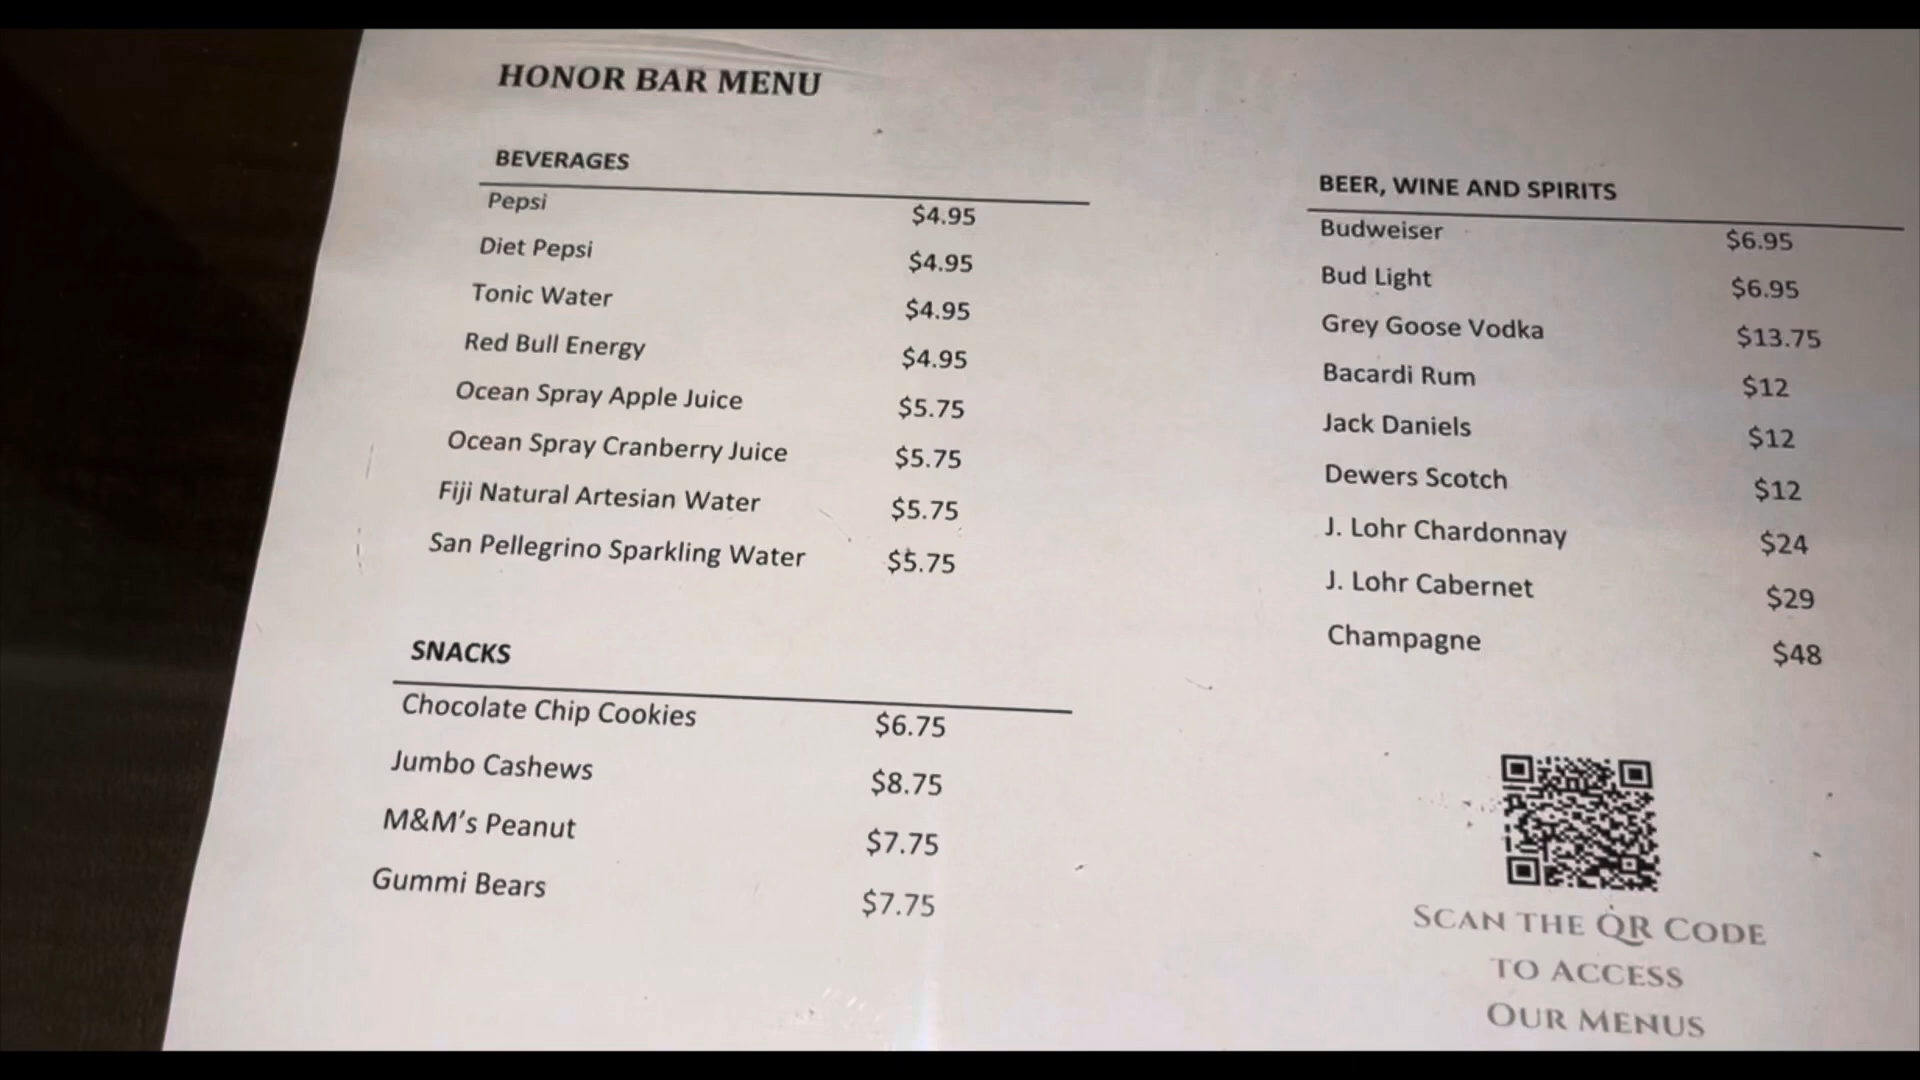 HONOR BAR MENU
BEVERAGES
Pepsi $4.95
Diet Pepsi $4.95
Tonic Water $4.95
Red Bull Energy $4.95
Ocean Spray Apple Juice $5.75
Ocean Spray Cranberry Juice $5.75
Fiji Natural Artesian Water $5.75
San Pellegrino Sparkling Water $5.75
SNACKS
Chocolate Chip Cookies $6.75
Jumbo Cashews $8.75
M&M's Peanut $7.75
Gummi Bears $7.75
BEER, WINE AND SPIRITS
Budweiser $6.95
Bud Light $6.95
Grey Goose Vodka $13.75
Bacardi Rum $12
Jack Daniels $12
Dewers Scotch $12
J. Lohr Chardonnay $24
J. Lohr Cabernet $29
Champagne $48
SCAN THE QR CODE
TO ACCESS
OUR MENUS